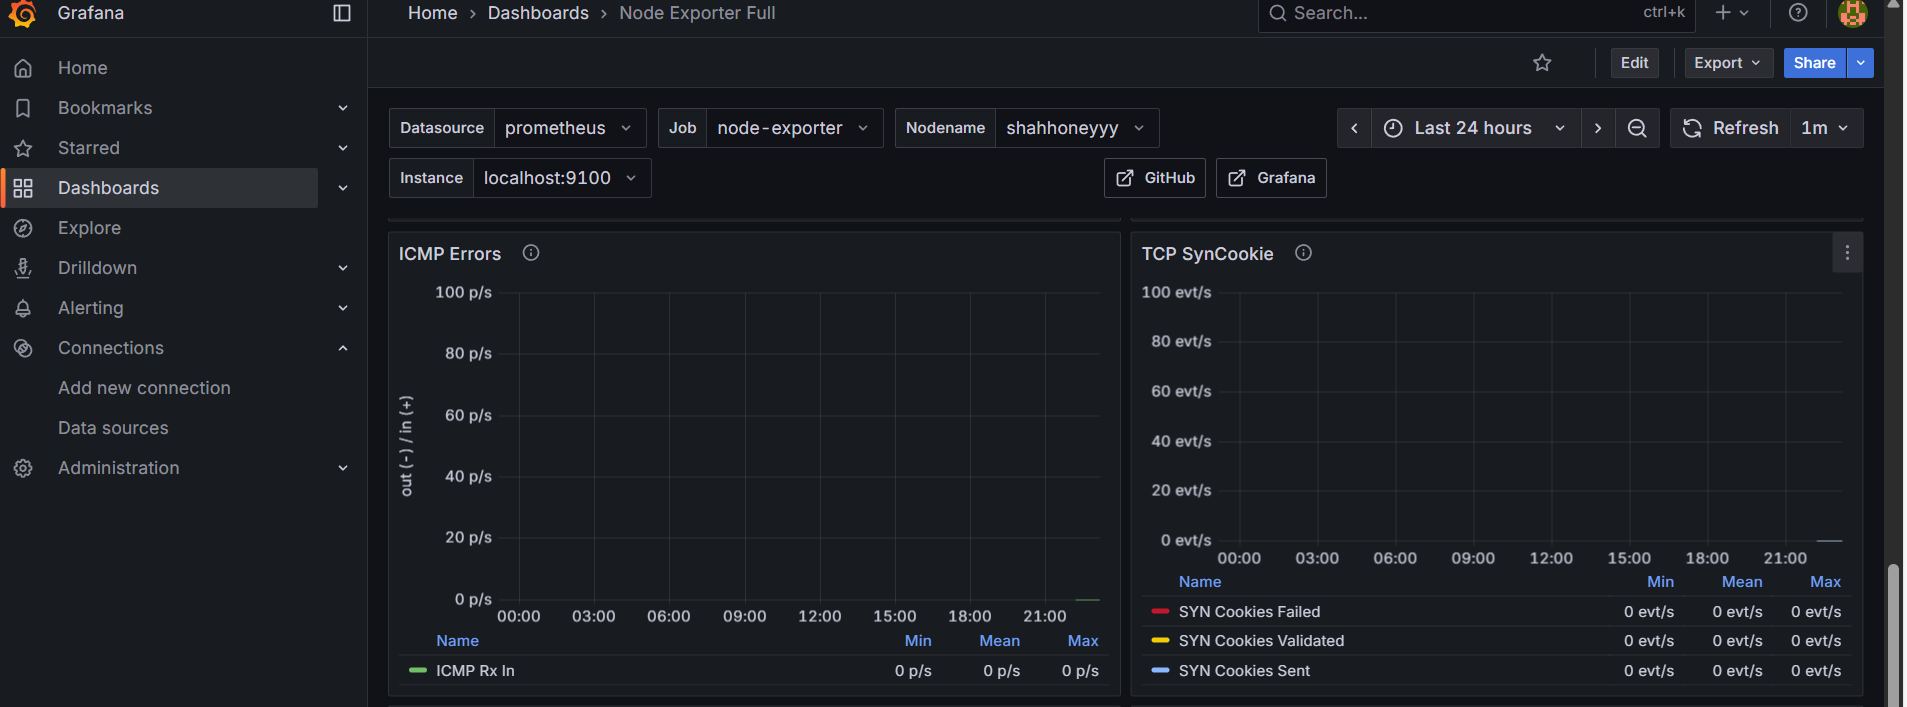 Grafana
Home › Dashboards › Node Exporter Full
Search...
ctrl+k
Home
Bookmarks
Starred
Dashboards
Explore
Drilldown
Alerting
Connections
Add new connection
Data sources
Administration
Edit
Export
Share
Datasource prometheus
Job node-exporter
Nodename shahhoneyyy
Last 24 hours
Refresh 1m
Instance localhost:9100
GitHub
Grafana
ICMP Errors
out (-) / in (+)
100 p/s
80 p/s
60 p/s
40 p/s
20 p/s
0 p/s
00:00 03:00 06:00 09:00 12:00 15:00 18:00 21:00
Name Min Mean Max
ICMP Rx In 0 p/s 0 p/s 0 p/s
TCP SynCookie
100 evt/s
80 evt/s
60 evt/s
40 evt/s
20 evt/s
0 evt/s
00:00 03:00 06:00 09:00 12:00 15:00 18:00 21:00
Name Min Mean Max
SYN Cookies Failed 0 evt/s 0 evt/s 0 evt/s
SYN Cookies Validated 0 evt/s 0 evt/s 0 evt/s
SYN Cookies Sent 0 evt/s 0 evt/s 0 evt/s